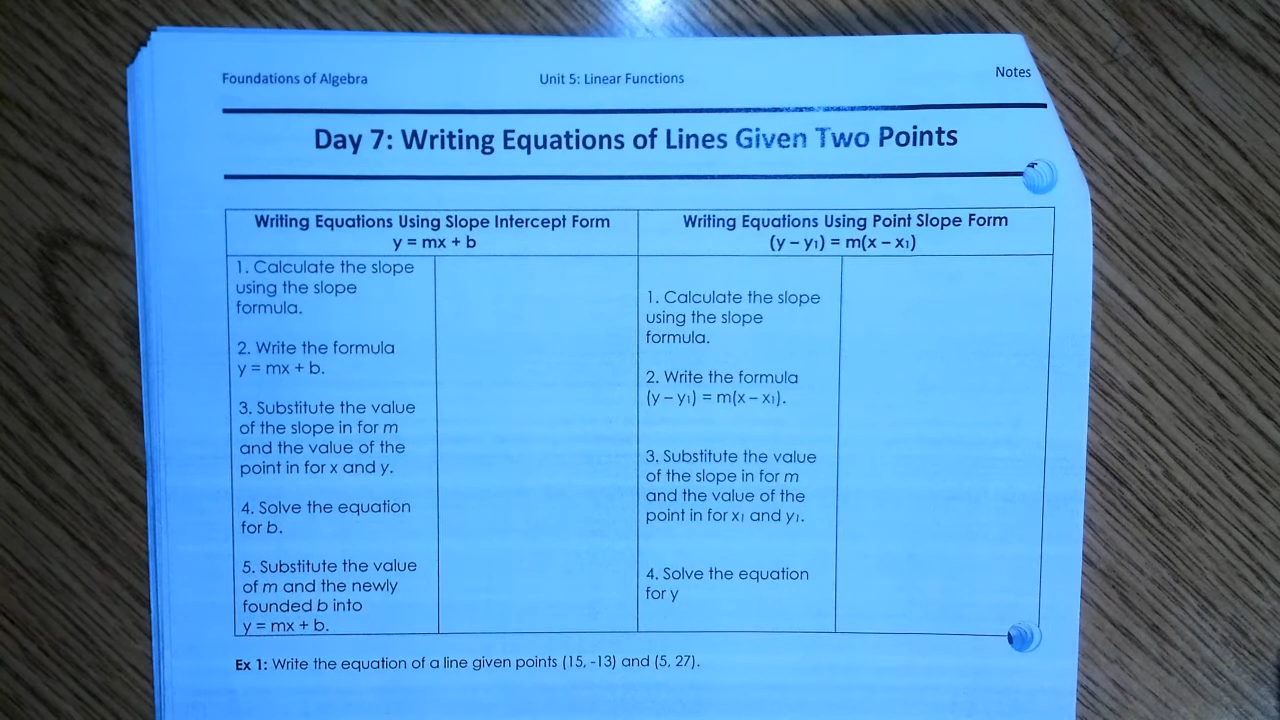 Foundations of Algebra
Unit 5: Linear Functions
Notes
Day 7: Writing Equations of Lines Given Two Points
Writing Equations Using Slope Intercept Form
y = mx + b
Writing Equations Using Point Slope Form
(y – y₁) = m(x – x₁)
1. Calculate the slope
using the slope
formula.
2. Write the formula
y = mx + b.
3. Substitute the value
of the slope in for m
and the value of the
point in for x and y.
4. Solve the equation
for b.
5. Substitute the value
of m and the newly
founded b into
y = mx + b.
1. Calculate the slope
using the slope
formula.
2. Write the formula
(y – y₁) = m(x – x₁).
3. Substitute the value
of the slope in for m
and the value of the
point in for x₁ and y₁.
4. Solve the equation
for y
Ex 1: Write the equation of a line given points (15, -13) and (5, 27).